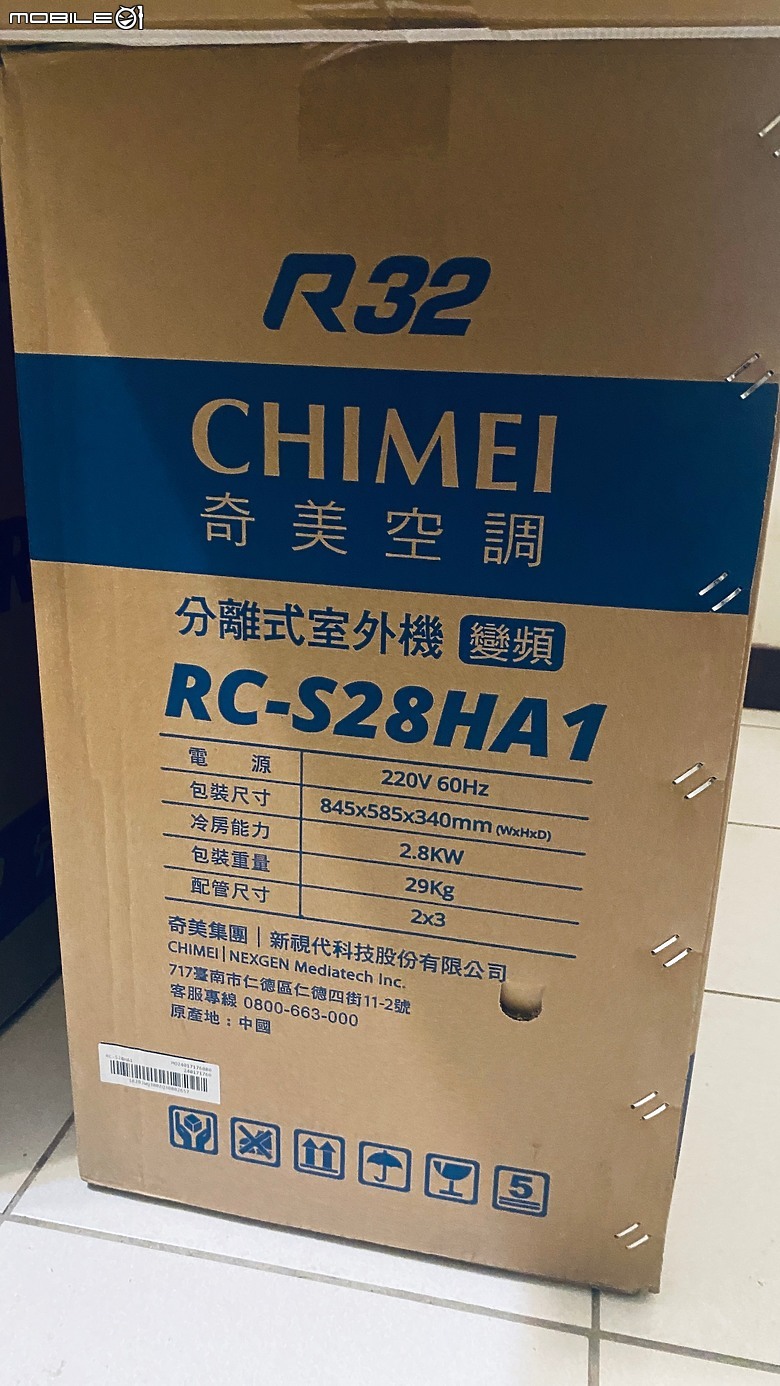 MOBILE01
R32
CHIMEI
奇美空調
分離式室外機 變頻
RC-S28HA1
電源 220V 60Hz
包裝尺寸 845x585x340mm (WxHxD)
冷房能力 2.8KW
包裝重量 29Kg
配管尺寸 2x3
奇美集團｜新視代科技股份有限公司
CHIMEI | NEXGEN Mediatech Inc.
717臺南市仁德區仁德四街11-2號
客服專線 0800-663-000
原產地：中國
RC-S28HA1
5